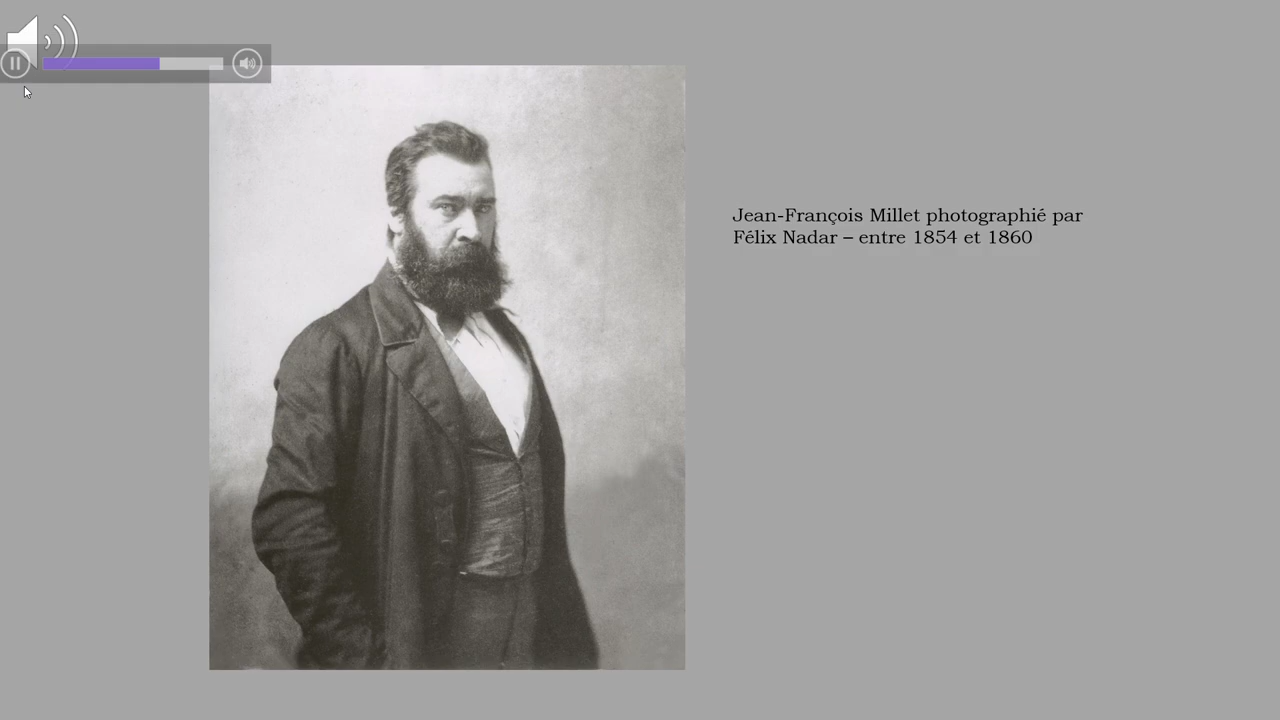 Jean-François Millet photographié par
Félix Nadar – entre 1854 et 1860